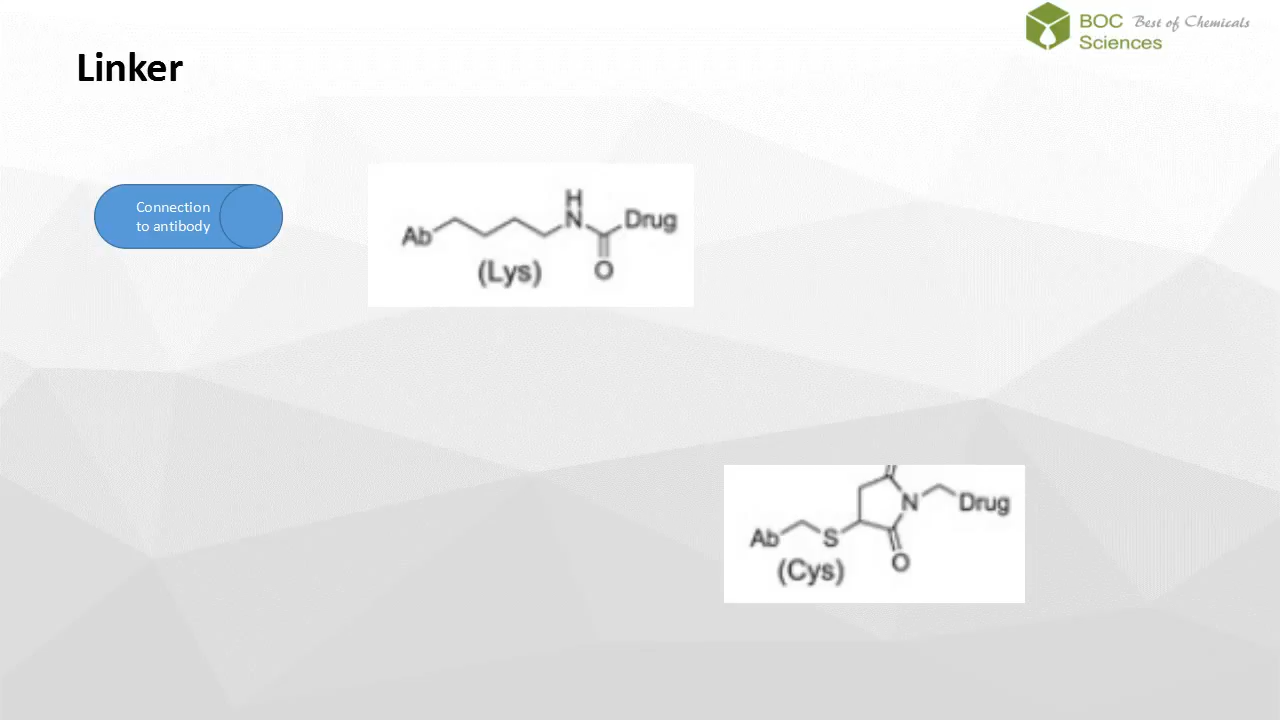 BOC Best of Chemicals
Sciences
Linker
Connection
to antibody
H
N
Drug
Ab
(Lys)
O
N
Drug
Ab
S
(Cys)
O